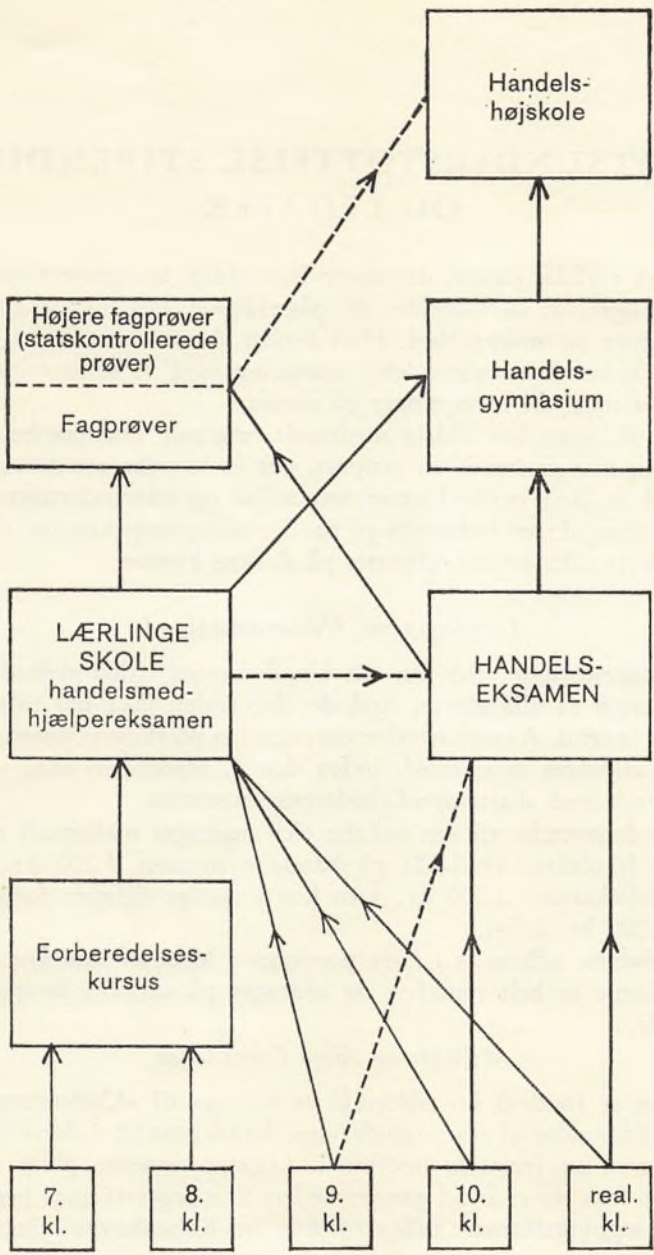 Handels-
højskole
Højere fagprøver
(statskontrollerede
prøver)
Fagprøver
Handels-
gymnasium
LÆRLINGE
SKOLE
handelsmed-
hjælpereksamen
HANDELS-
EKSAMEN
Forberedelses-
kursus
7.
kl.
8.
kl.
9.
kl.
10.
kl.
real.
kl.